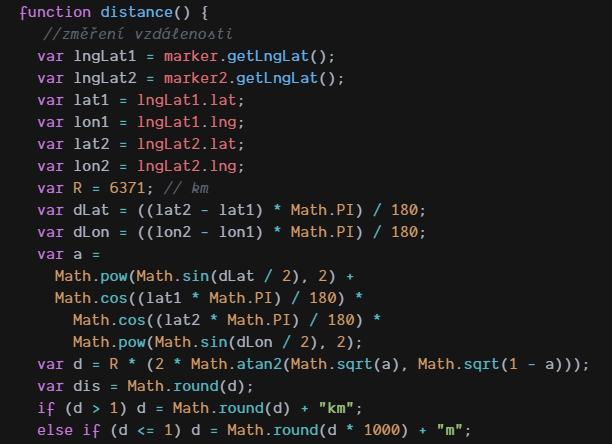 function distance() {
//změření vzdálenosti
var lngLat1 = marker.getLngLat();
var lngLat2 = marker2.getLngLat();
var lat1 = lngLat1.lat;
var lon1 = lngLat1.lng;
var lat2 = lngLat2.lat;
var lon2 = lngLat2.lng;
var R = 6371; // km
var dLat = ((lat2 - lat1) * Math.PI) / 180;
var dLon = ((lon2 - lon1) * Math.PI) / 180;
var a =
Math.pow(Math.sin(dLat / 2), 2) +
Math.cos((lat1 * Math.PI) / 180) *
Math.cos((lat2 * Math.PI) / 180) *
Math.pow(Math.sin(dLon / 2), 2);
var d = R * (2 * Math.atan2(Math.sqrt(a), Math.sqrt(1 - a)));
var dis = Math.round(d);
if (d > 1) d = Math.round(d) + "km";
else if (d <= 1) d = Math.round(d * 1000) + "m";